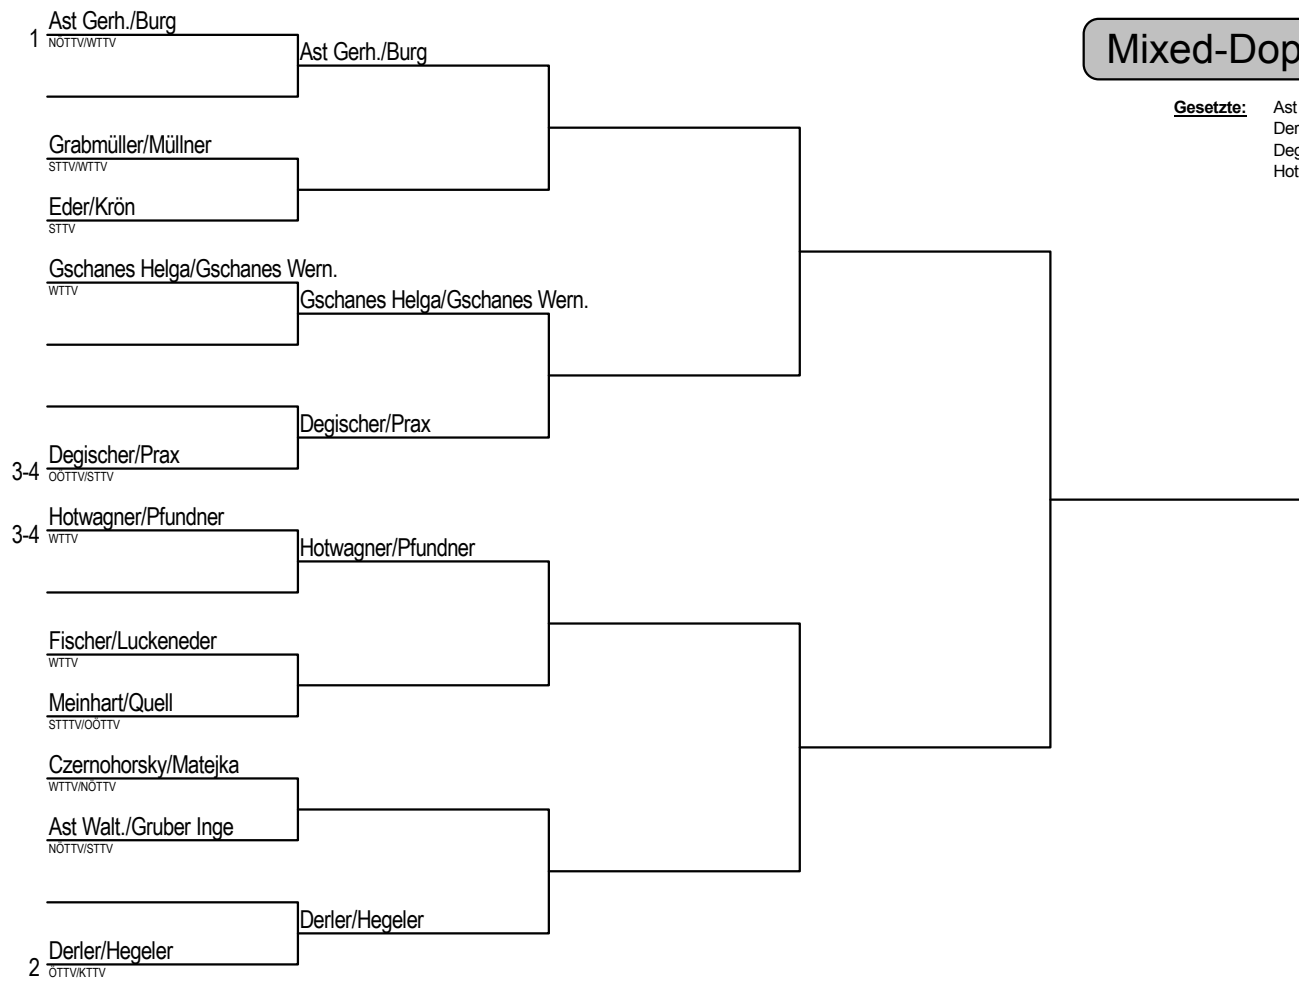 Ast Gerh./Burg
1
NÖTTV/WTTV
Ast Gerh./Burg
Mixed-Dop
Gesetzte: Ast
Der
Deg
Hot
Grabmüller/Müllner
STTV/WTTV
Eder/Krön
STTV
Gschanes Helga/Gschanes Wern.
WTTV
Gschanes Helga/Gschanes Wern.
Degischer/Prax
Degischer/Prax
3-4
OÖTTV/STTV
Hotwagner/Pfundner
3-4
WTTV
Hotwagner/Pfundner
Fischer/Luckeneder
WTTV
Meinhart/Quell
STTTV/OÖTTV
Czernohorsky/Matejka
WTTV/NÖTTV
Ast Walt./Gruber Inge
NÖTTV/STTV
Derler/Hegeler
Derler/Hegeler
2
ÖTTV/KTTV